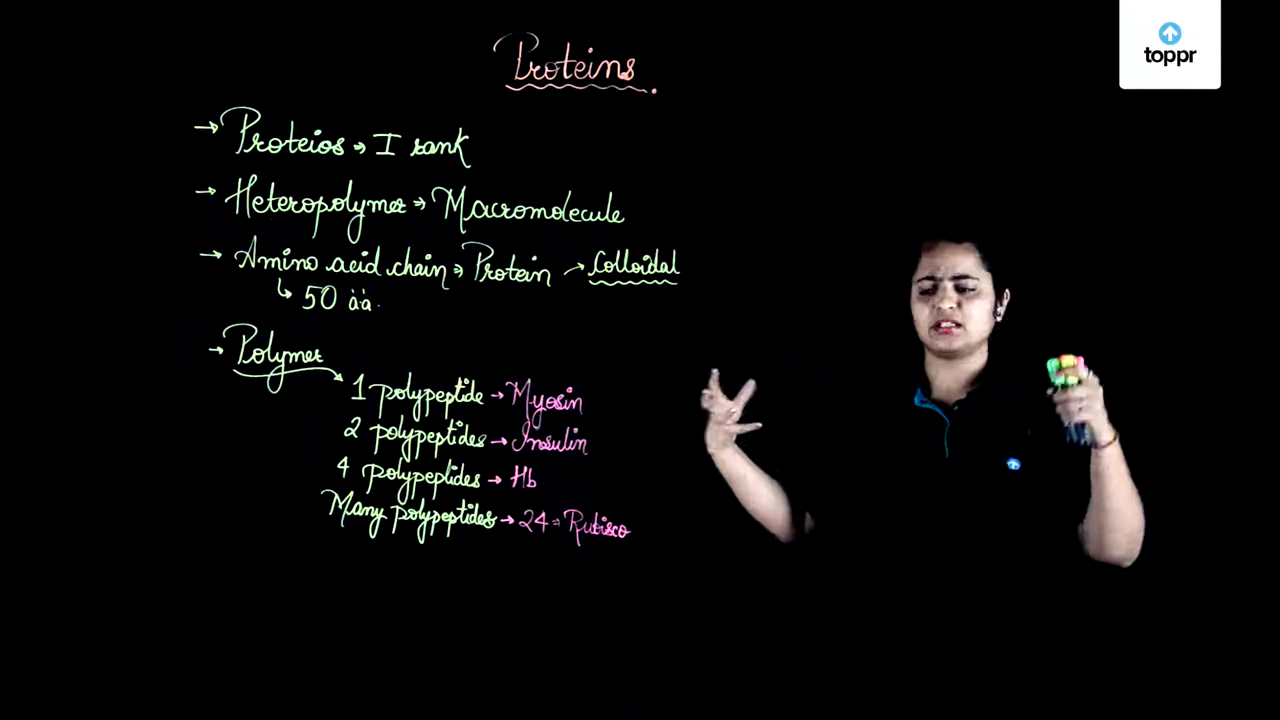 toppr
Proteins.
→ Proteios → I rank
→ Heteropolymer → Macromolecule
→ Amino acid chain → Protein → Colloidal
↳ 50 äa.
→ Polymer
1 polypeptide → Myosin
2 polypeptides → Insulin
4 polypeptides → Hb
Many polypeptides → 24 = Rubisco